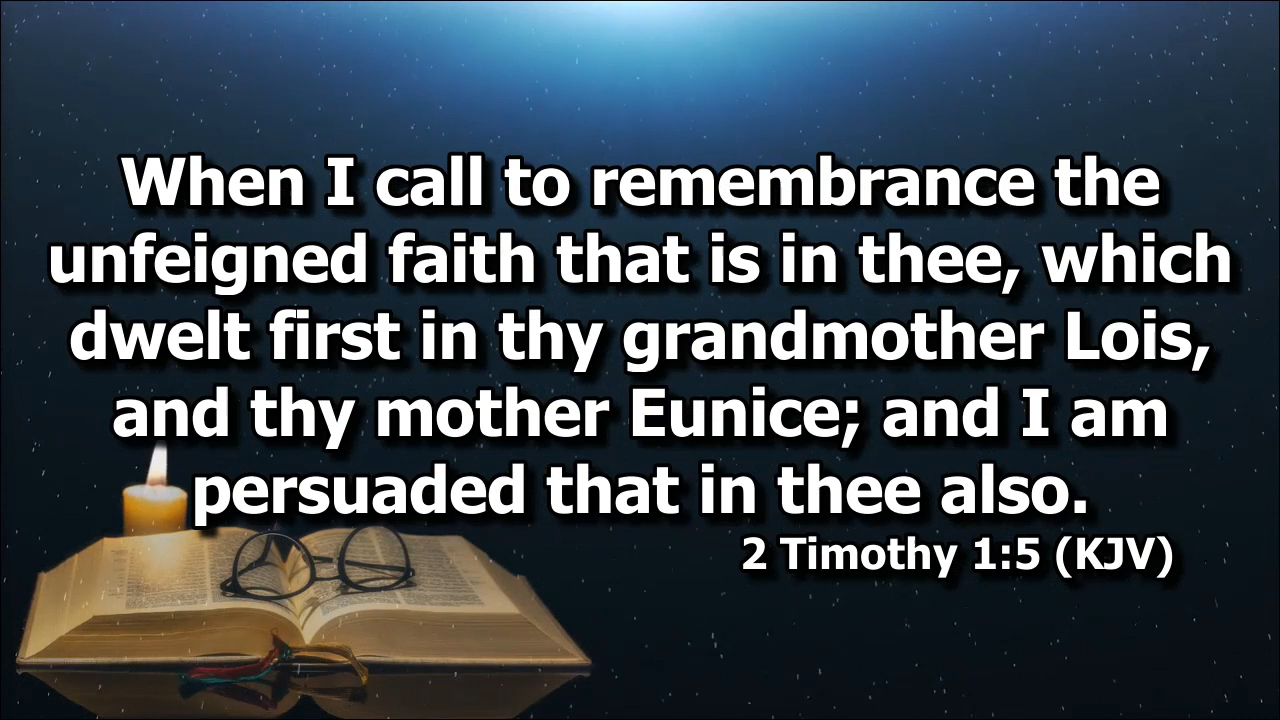 When I call to remembrance the
unfeigned faith that is in thee, which
dwelt first in thy grandmother Lois,
and thy mother Eunice; and I am
persuaded that in thee also.
2 Timothy 1:5 (KJV)